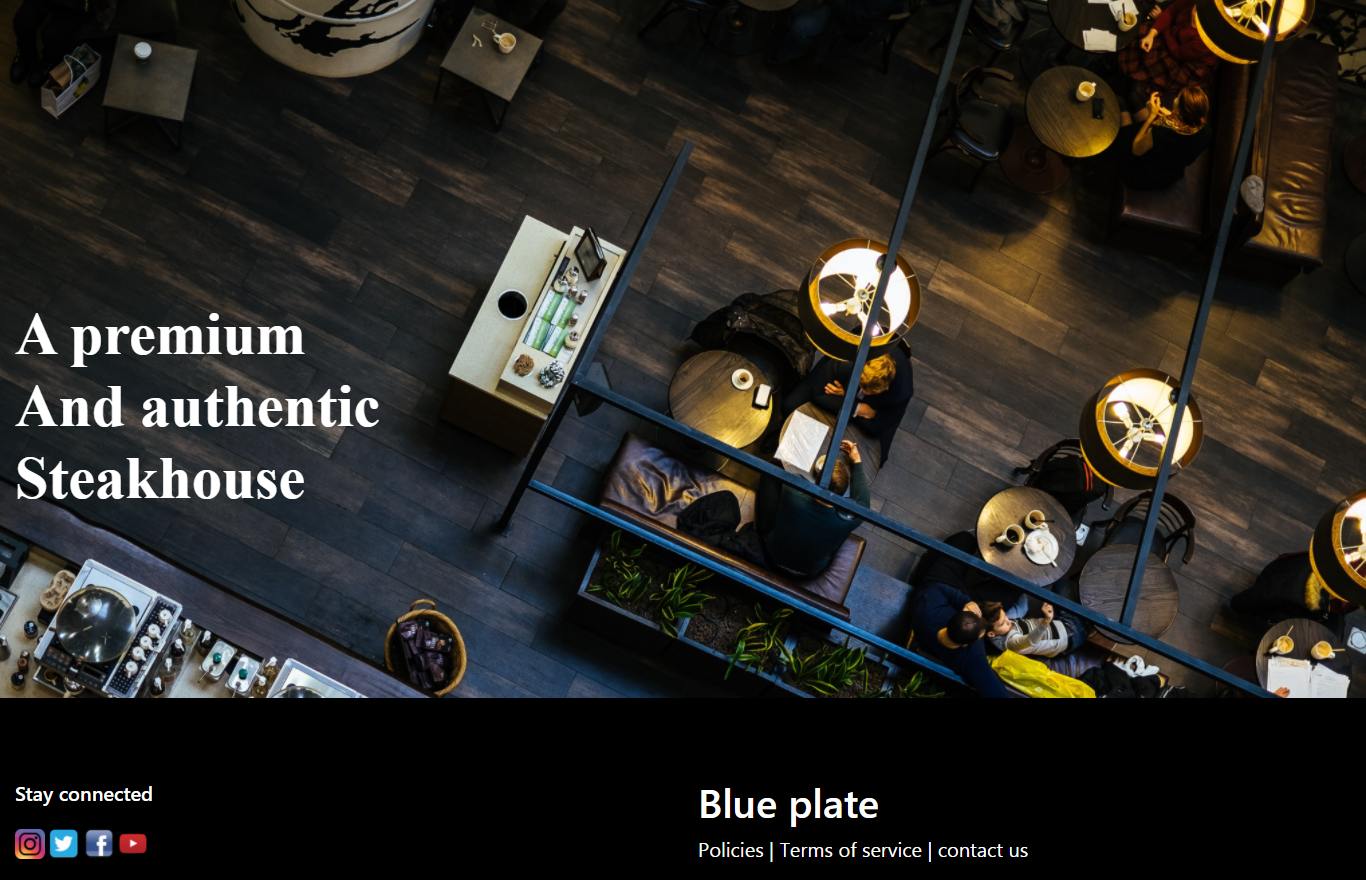 A premium
And authentic
Steakhouse
Stay connected
Blue plate
Policies | Terms of service | contact us